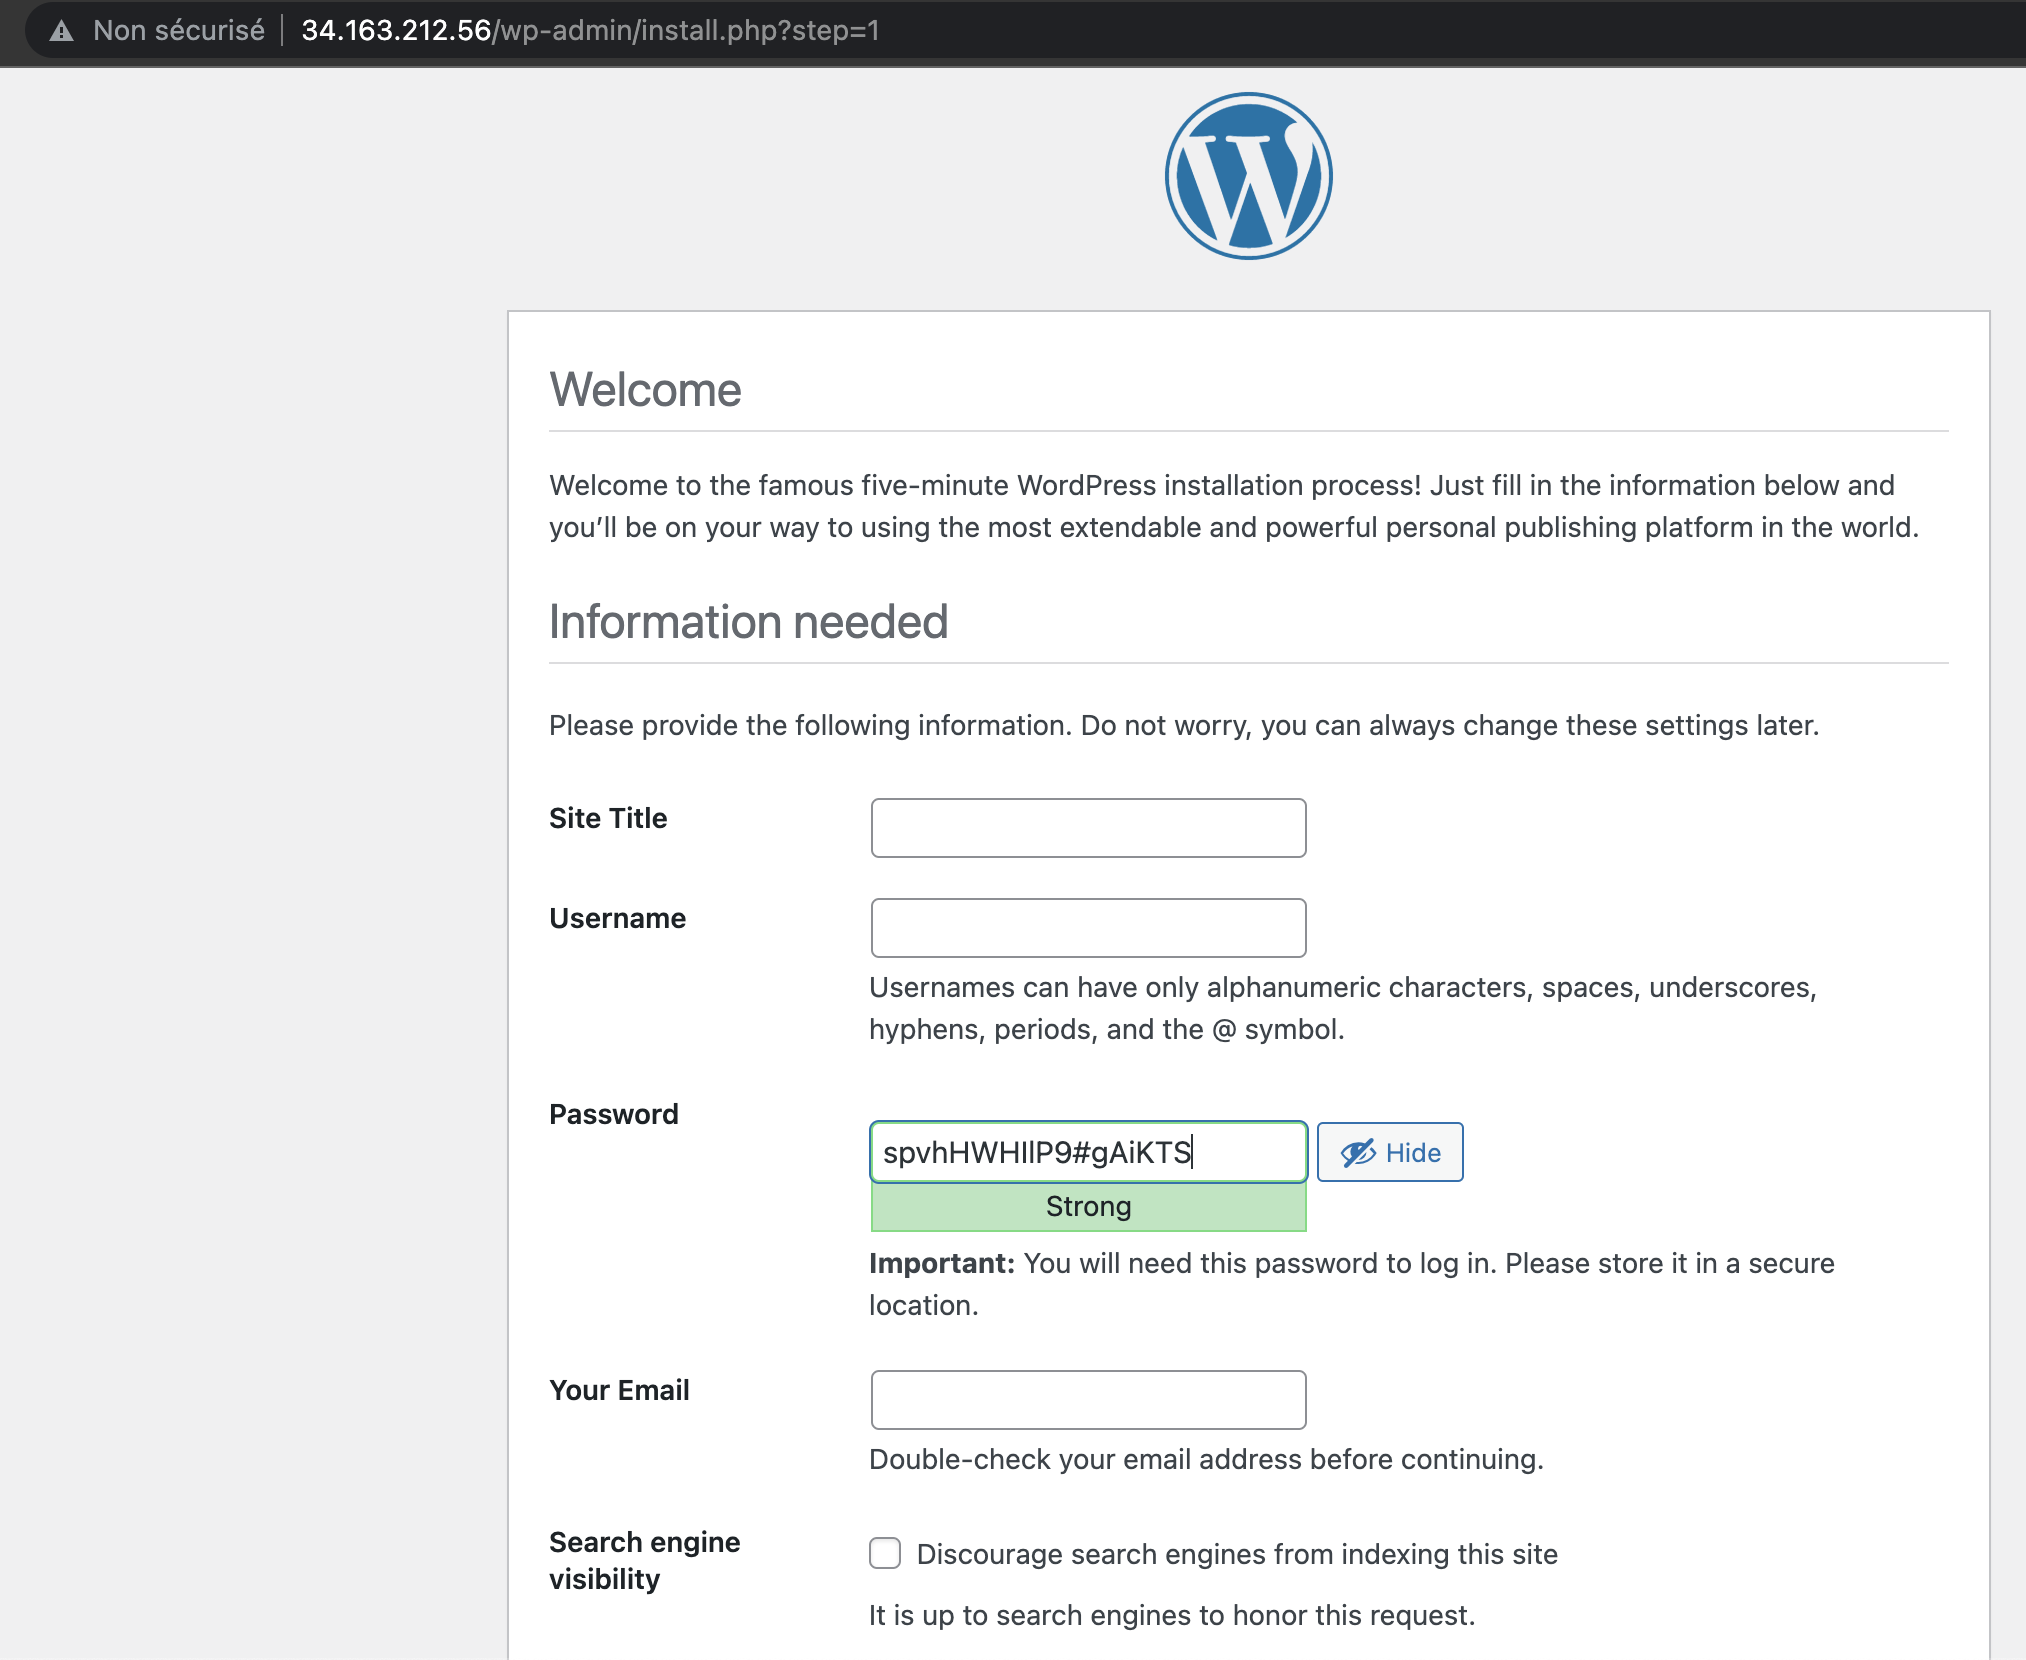 Non sécurisé | 34.163.212.56/wp-admin/install.php?step=1
Welcome
Welcome to the famous five-minute WordPress installation process! Just fill in the information below and
you’ll be on your way to using the most extendable and powerful personal publishing platform in the world.
Information needed
Please provide the following information. Do not worry, you can always change these settings later.
Site Title
Username
Usernames can have only alphanumeric characters, spaces, underscores,
hyphens, periods, and the @ symbol.
Password
spvhHWHIlP9#gAiKTS
Hide
Strong
Important: You will need this password to log in. Please store it in a secure
location.
Your Email
Double-check your email address before continuing.
Search engine
visibility
Discourage search engines from indexing this site
It is up to search engines to honor this request.